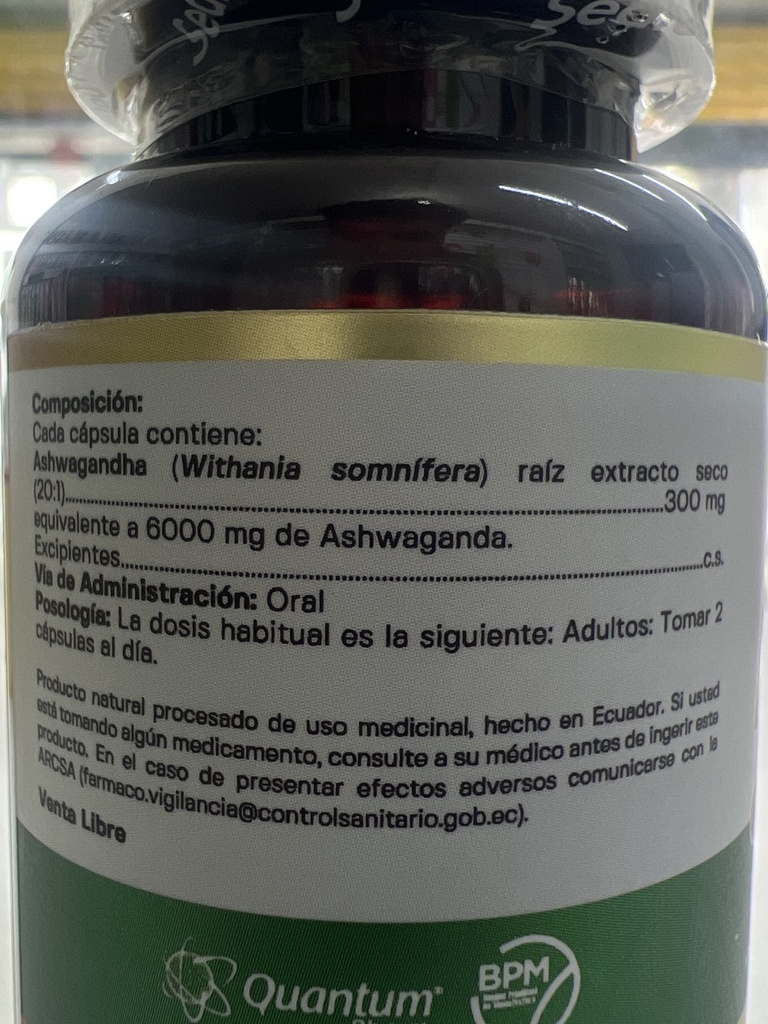 Composición:
Cada cápsula contiene:
Ashwagandha (Withania somnífera) raíz extracto seco
(20:1)........................................................................300 mg
equivalente a 6000 mg de Ashwaganda.
Excipientes........................................................................c.s.
Vía de Administración: Oral
Posología: La dosis habitual es la siguiente: Adultos: Tomar 2
cápsulas al día.
Producto natural procesado de uso medicinal, hecho en Ecuador. Si usted
está tomando algún medicamento, consulte a su médico antes de ingerir este
producto. En el caso de presentar efectos adversos comunicarse con la
ARCSA (farmaco.vigilancia@controlsanitario.gob.ec).
Venta Libre
Quantum®
BPM